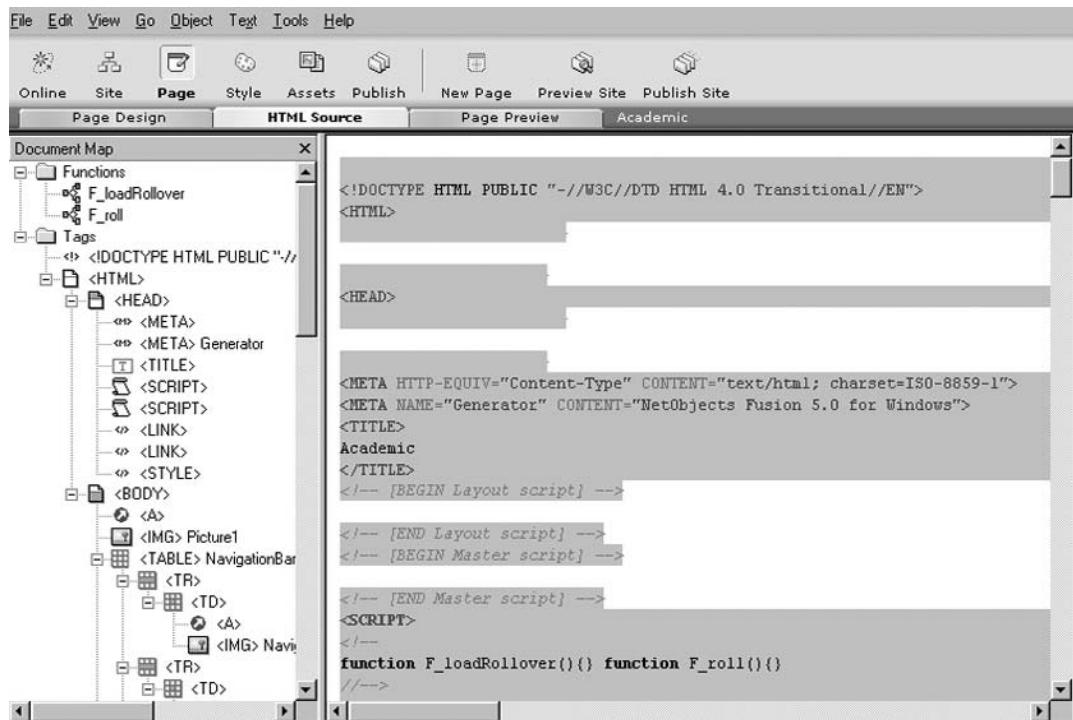 File Edit View Go Object Text Tools Help
Online Site Page Style Assets Publish New Page Preview Site Publish Site
Page Design HTML Source Page Preview Academic
Document Map
Functions
F_loadRollover
F_roll
Tags
<!DOCTYPE HTML PUBLIC "-//
<HTML>
<HEAD>
<META>
<META> Generator
<TITLE>
<SCRIPT>
<SCRIPT>
<LINK>
<LINK>
<STYLE>
<BODY>
<A>
<IMG> Picture1
<TABLE> NavigationBar
<TR>
<TD>
<A>
<IMG> Navi
<TR>
<TD>
<!DOCTYPE HTML PUBLIC "-//W3C//DTD HTML 4.0 Transitional//EN">
<HTML>
<HEAD>
<META HTTP-EQUIV="Content-Type" CONTENT="text/html; charset=ISO-8859-1">
<META NAME="Generator" CONTENT="NetObjects Fusion 5.0 for Windows">
<TITLE>
Academic
</TITLE>
<!-- [BEGIN Layout script] -->
<!-- [END Layout script] -->
<!-- [BEGIN Master script] -->
<!-- [END Master script] -->
<SCRIPT>
<!--
function F_loadRollover(){} function F_roll(){}
//-->